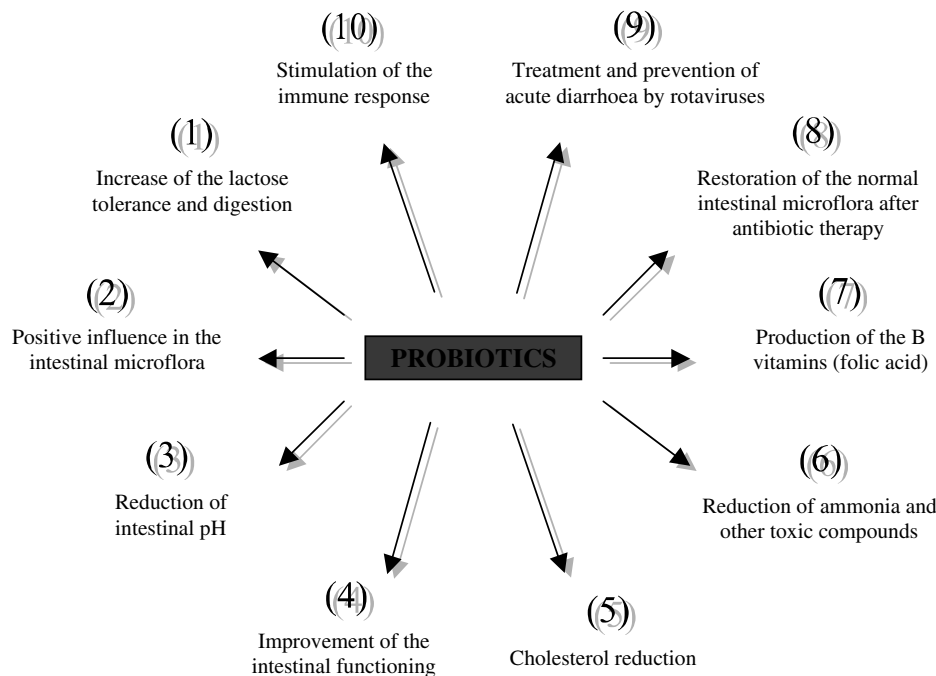 (10)
Stimulation of the
immune response
(9)
Treatment and prevention of
acute diarrhoea by rotaviruses
(1)
Increase of the lactose
tolerance and digestion
(8)
Restoration of the normal
intestinal microflora after
antibiotic therapy
(2)
Positive influence in the
intestinal microflora
(7)
Production of the B
vitamins (folic acid)
PROBIOTICS
(3)
Reduction of
intestinal pH
(6)
Reduction of ammonia and
other toxic compounds
(4)
Improvement of the
intestinal functioning
(5)
Cholesterol reduction